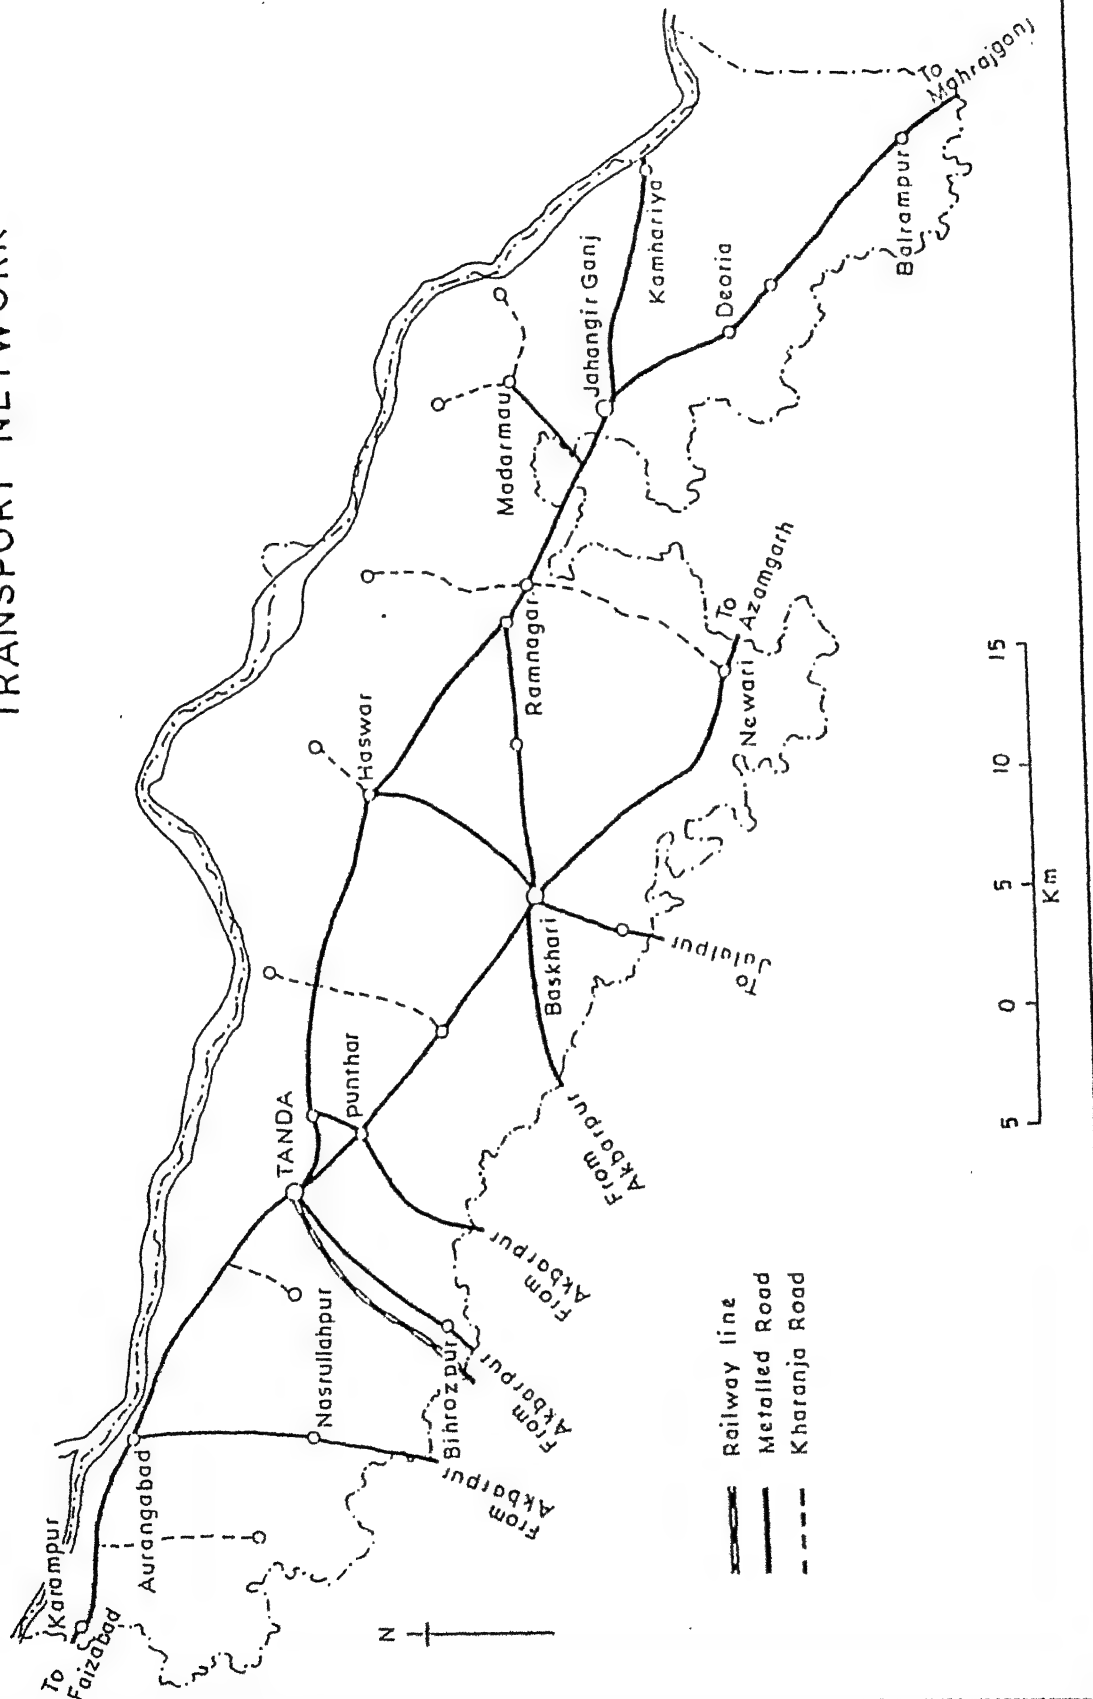 TRANSPORT NETWORK
To
Faizabad
Karampur
Aurangabad
Nasrullahpur
From
Akbarpur
Bihrozpur
From
Akbarpur
From
Akbarpur
From
Akbarpur
TANDA
punthar
Baskhari
To
Jalalpur
Haswar
Ramnagar
Newari
To
Azamgarh
Madarmau
Jahangir Ganj
Kamhariya
Deoria
Balrampur
To
Mahrajganj
N
Railway line
Metalled Road
Kharanja Road
5 0 5 10 15
Km